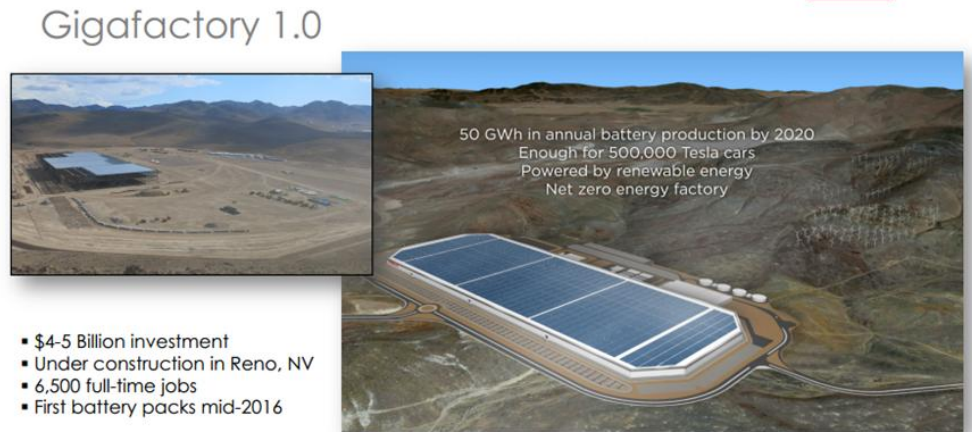 Gigafactory 1.0
50 GWh in annual battery production by 2020
Enough for 500,000 Tesla cars
Powered by renewable energy
Net zero energy factory
▪ $4-5 Billion investment
▪ Under construction in Reno, NV
▪ 6,500 full-time jobs
▪ First battery packs mid-2016